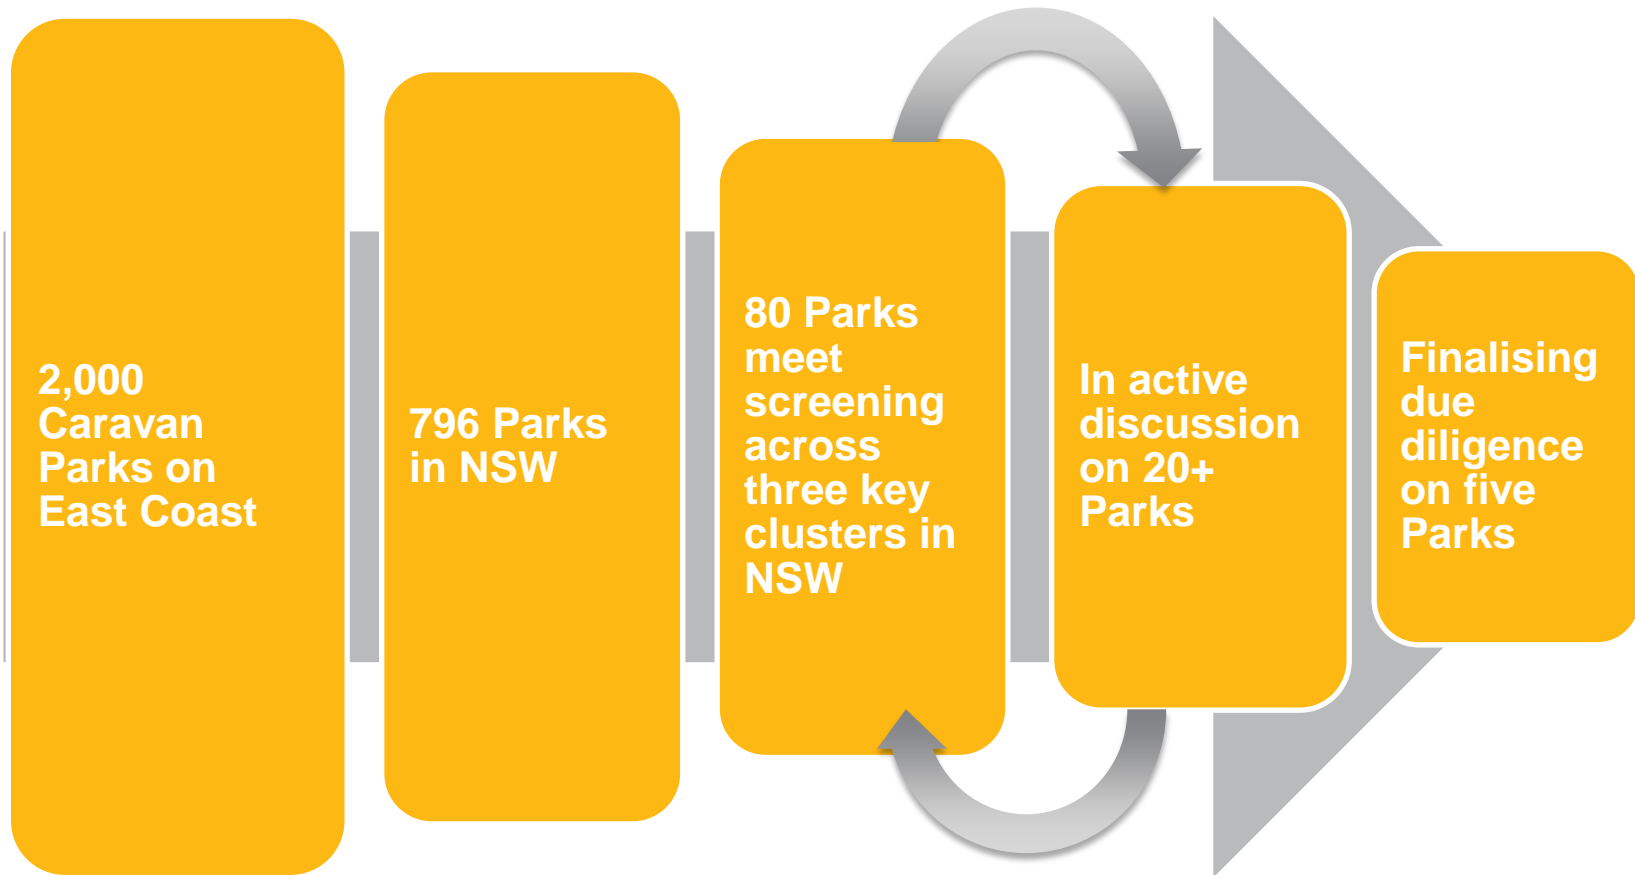 2,000
Caravan
Parks on
East Coast
796 Parks
in NSW
80 Parks
meet
screening
across
three key
clusters in
NSW
In active
discussion
on 20+
Parks
Finalising
due
diligence
on five
Parks